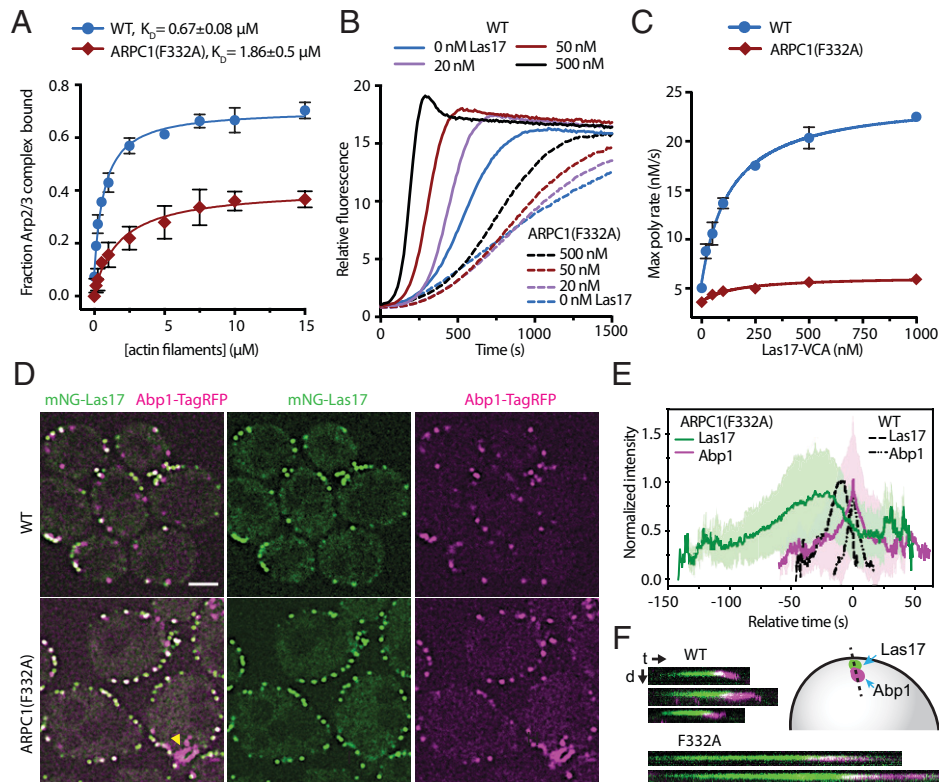 A
WT, K_D= 0.67±0.08 µM
ARPC1(F332A), K_D= 1.86±0.5 µM
Fraction Arp2/3 complex bound
0.8
0.6
0.4
0.2
0.0
0 5 10 15
[actin filaments] (µM)
B
WT
0 nM Las17
50 nM
20 nM
500 nM
Relative fluorescence
20
15
10
5
0
ARPC1(F332A)
500 nM
50 nM
20 nM
0 nM Las17
0 500 1000 1500
Time (s)
C
WT
ARPC1(F332A)
Max poly rate (nM/s)
25
20
15
10
5
0 250 500 750 1000
Las17-VCA (nM)
D
mNG-Las17 Abp1-TagRFP
mNG-Las17
Abp1-TagRFP
WT
ARPC1(F332A)
E
ARPC1(F332A)
Las17
Abp1
WT
Las17
Abp1
Normalized intensity
1.5
1.0
0.5
0.0
-150 -100 -50 0 50
Relative time (s)
F
t
d
WT
Las17
Abp1
F332A